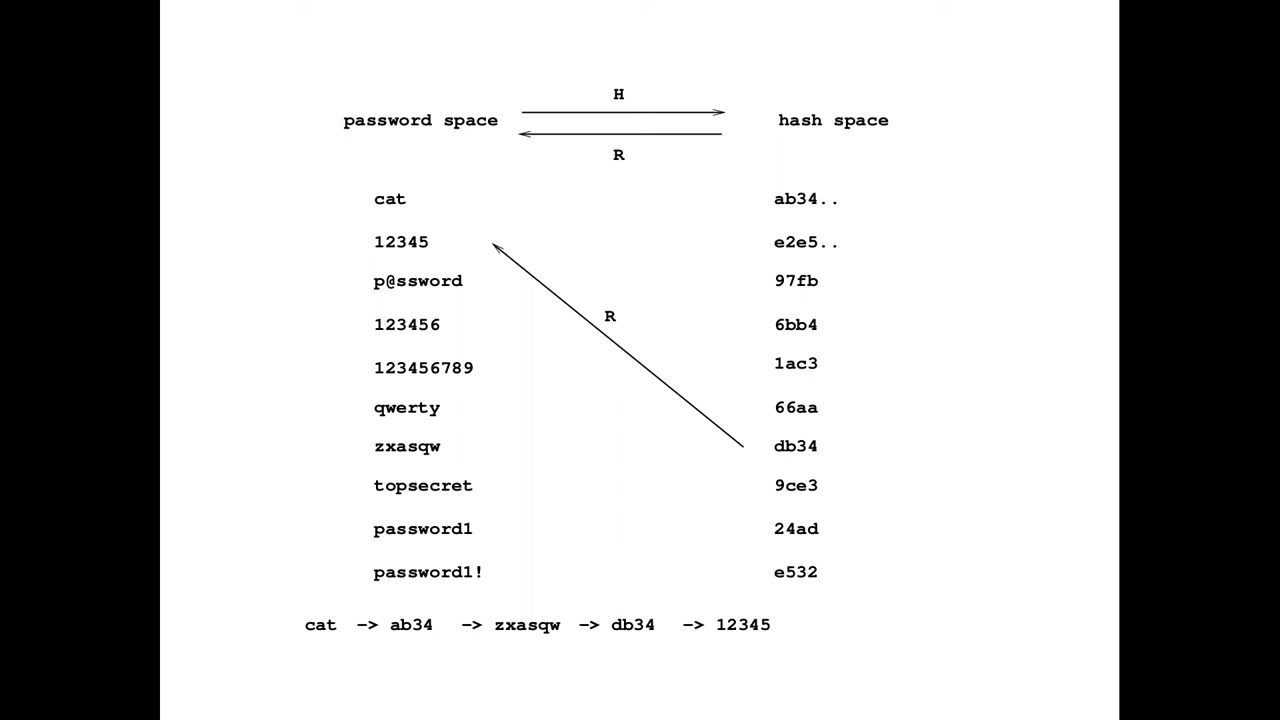 H
password space hash space
R
cat ab34..
12345 e2e5..
p@ssword 97fb
R
123456 6bb4
123456789 1ac3
qwerty 66aa
zxasqw db34
topsecret 9ce3
password1 24ad
password1! e532
cat -> ab34 -> zxasqw -> db34 -> 12345